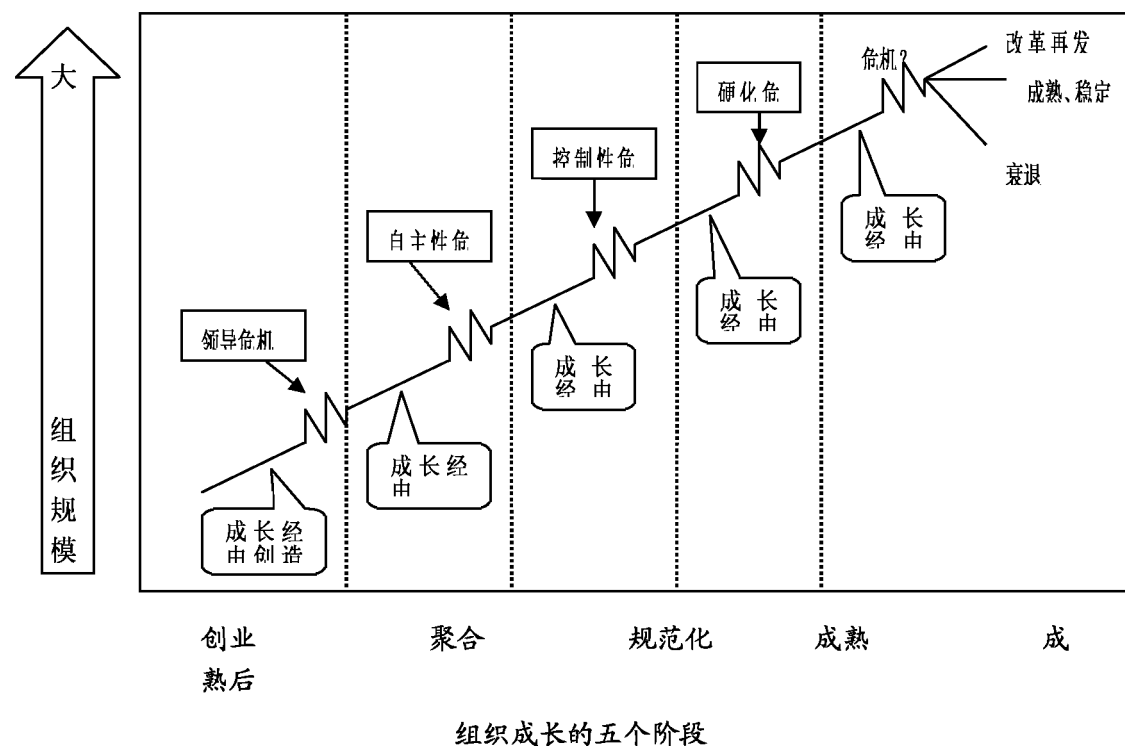 大
组
织
规
模
领导危机
自主性危
控制性危
硬化危
危机?
改革再发
成熟、稳定
衰退
成长经
由创造
成长经
由
成长
经由
成长
经由
成长
经由
创业 聚合 规范化 成熟 成
熟后
组织成长的五个阶段